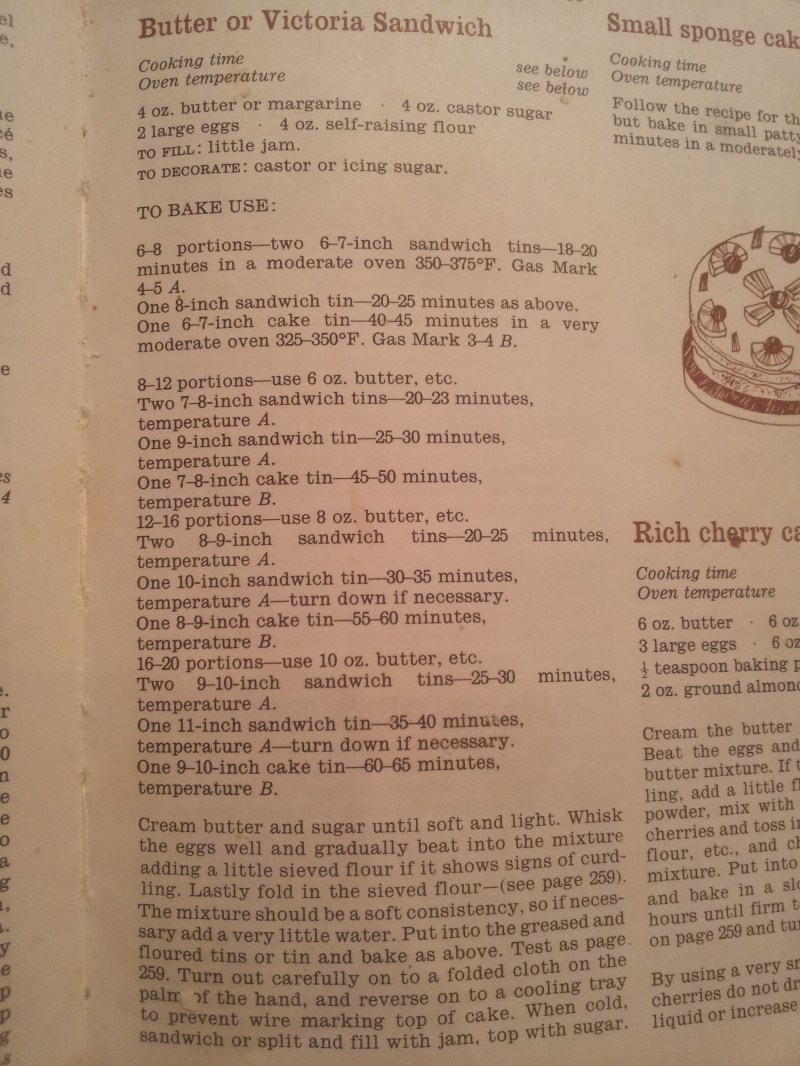 Butter or Victoria Sandwich
Cooking time see below
Oven temperature see below
4 oz. butter or margarine · 4 oz. castor sugar
2 large eggs · 4 oz. self-raising flour
TO FILL: little jam.
TO DECORATE: castor or icing sugar.
TO BAKE USE:
6–8 portions—two 6–7-inch sandwich tins—18–20
minutes in a moderate oven 350–375°F. Gas Mark
4–5 A.
One 8-inch sandwich tin—20–25 minutes as above.
One 6–7-inch cake tin—40–45 minutes in a very
moderate oven 325–350°F. Gas Mark 3–4 B.
8–12 portions—use 6 oz. butter, etc.
Two 7–8-inch sandwich tins—20–23 minutes,
temperature A.
One 9-inch sandwich tin—25–30 minutes,
temperature A.
One 7–8-inch cake tin—45–50 minutes,
temperature B.
12–16 portions—use 8 oz. butter, etc.
Two 8–9-inch sandwich tins—20–25 minutes,
temperature A.
One 10-inch sandwich tin—30–35 minutes,
temperature A—turn down if necessary.
One 8–9-inch cake tin—55–60 minutes,
temperature B.
16–20 portions—use 10 oz. butter, etc.
Two 9–10-inch sandwich tins—25–30 minutes,
temperature A.
One 11-inch sandwich tin—35–40 minutes,
temperature A—turn down if necessary.
One 9–10-inch cake tin—60–65 minutes,
temperature B.
Cream butter and sugar until soft and light. Whisk
the eggs well and gradually beat into the mixture
adding a little sieved flour if it shows signs of curd-
ling. Lastly fold in the sieved flour—(see page 259).
The mixture should be a soft consistency, so if neces-
sary add a very little water. Put into the greased and
floured tins or tin and bake as above. Test as page
259. Turn out carefully on to a folded cloth on the
palm of the hand, and reverse on to a cooling tray
to prevent wire marking top of cake. When cold,
sandwich or split and fill with jam, top with sugar.
Small sponge cak
Cooking time
Oven temperature
Follow the recipe for th
but bake in small patty
minutes in a moderately
Rich cherry ca
Cooking time
Oven temperature
6 oz. butter · 6 oz
3 large eggs · 6 oz
½ teaspoon baking p
2 oz. ground almond
Cream the butter
Beat the eggs and
butter mixture. If t
ling, add a little fl
powder, mix with
cherries and toss in
flour, etc., and ch
mixture. Put into
and bake in a slo
hours until firm t
on page 259 and tur
By using a very sm
cherries do not dr
liquid or increase